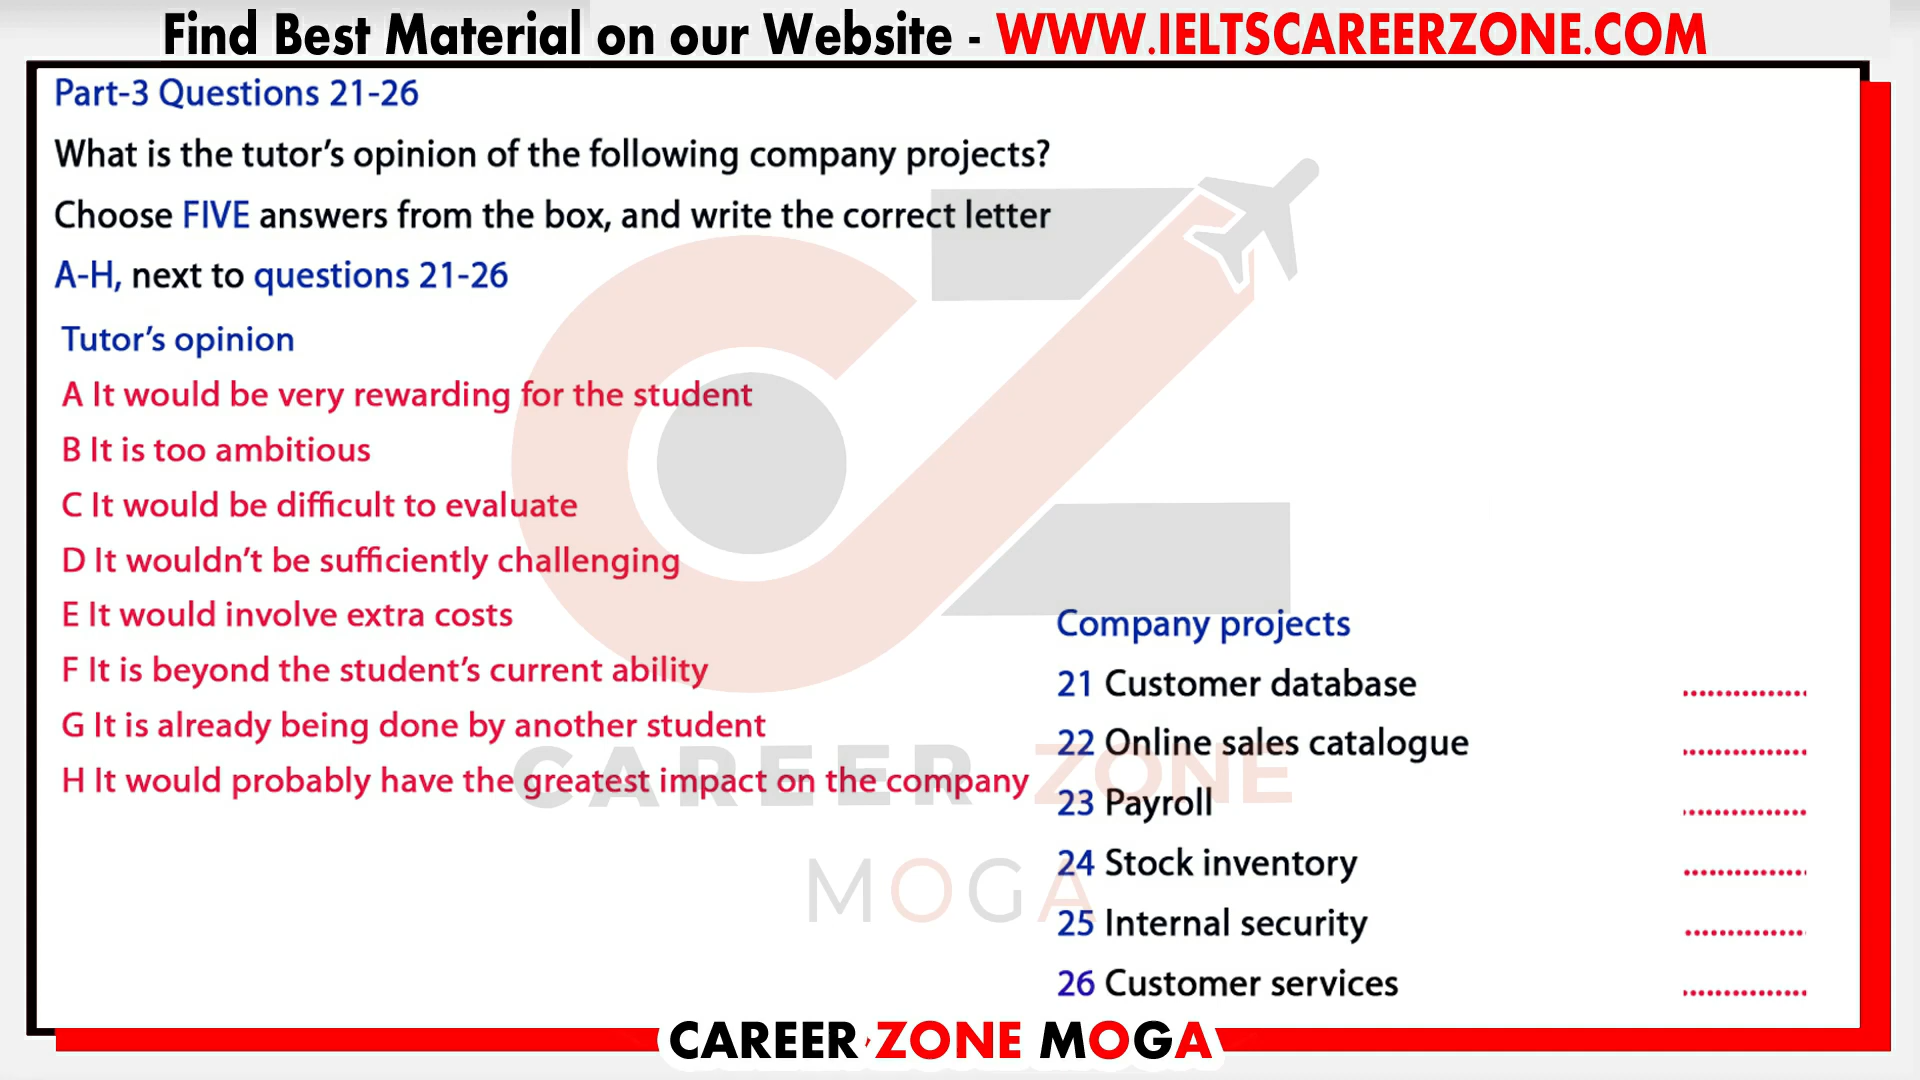 Find Best Material on our Website - WWW.IELTSCAREERZONE.COM
Part-3 Questions 21-26
What is the tutor's opinion of the following company projects?
Choose FIVE answers from the box, and write the correct letter
A-H, next to questions 21-26
Tutor's opinion
A It would be very rewarding for the student
B It is too ambitious
C It would be difficult to evaluate
D It wouldn't be sufficiently challenging
E It would involve extra costs
F It is beyond the student's current ability
G It is already being done by another student
H It would probably have the greatest impact on the company
Company projects
21 Customer database ..............
22 Online sales catalogue ..............
23 Payroll ..............
24 Stock inventory ..............
25 Internal security ..............
26 Customer services ..............
CAREER ZONE
MOGA
CAREER ZONE MOGA